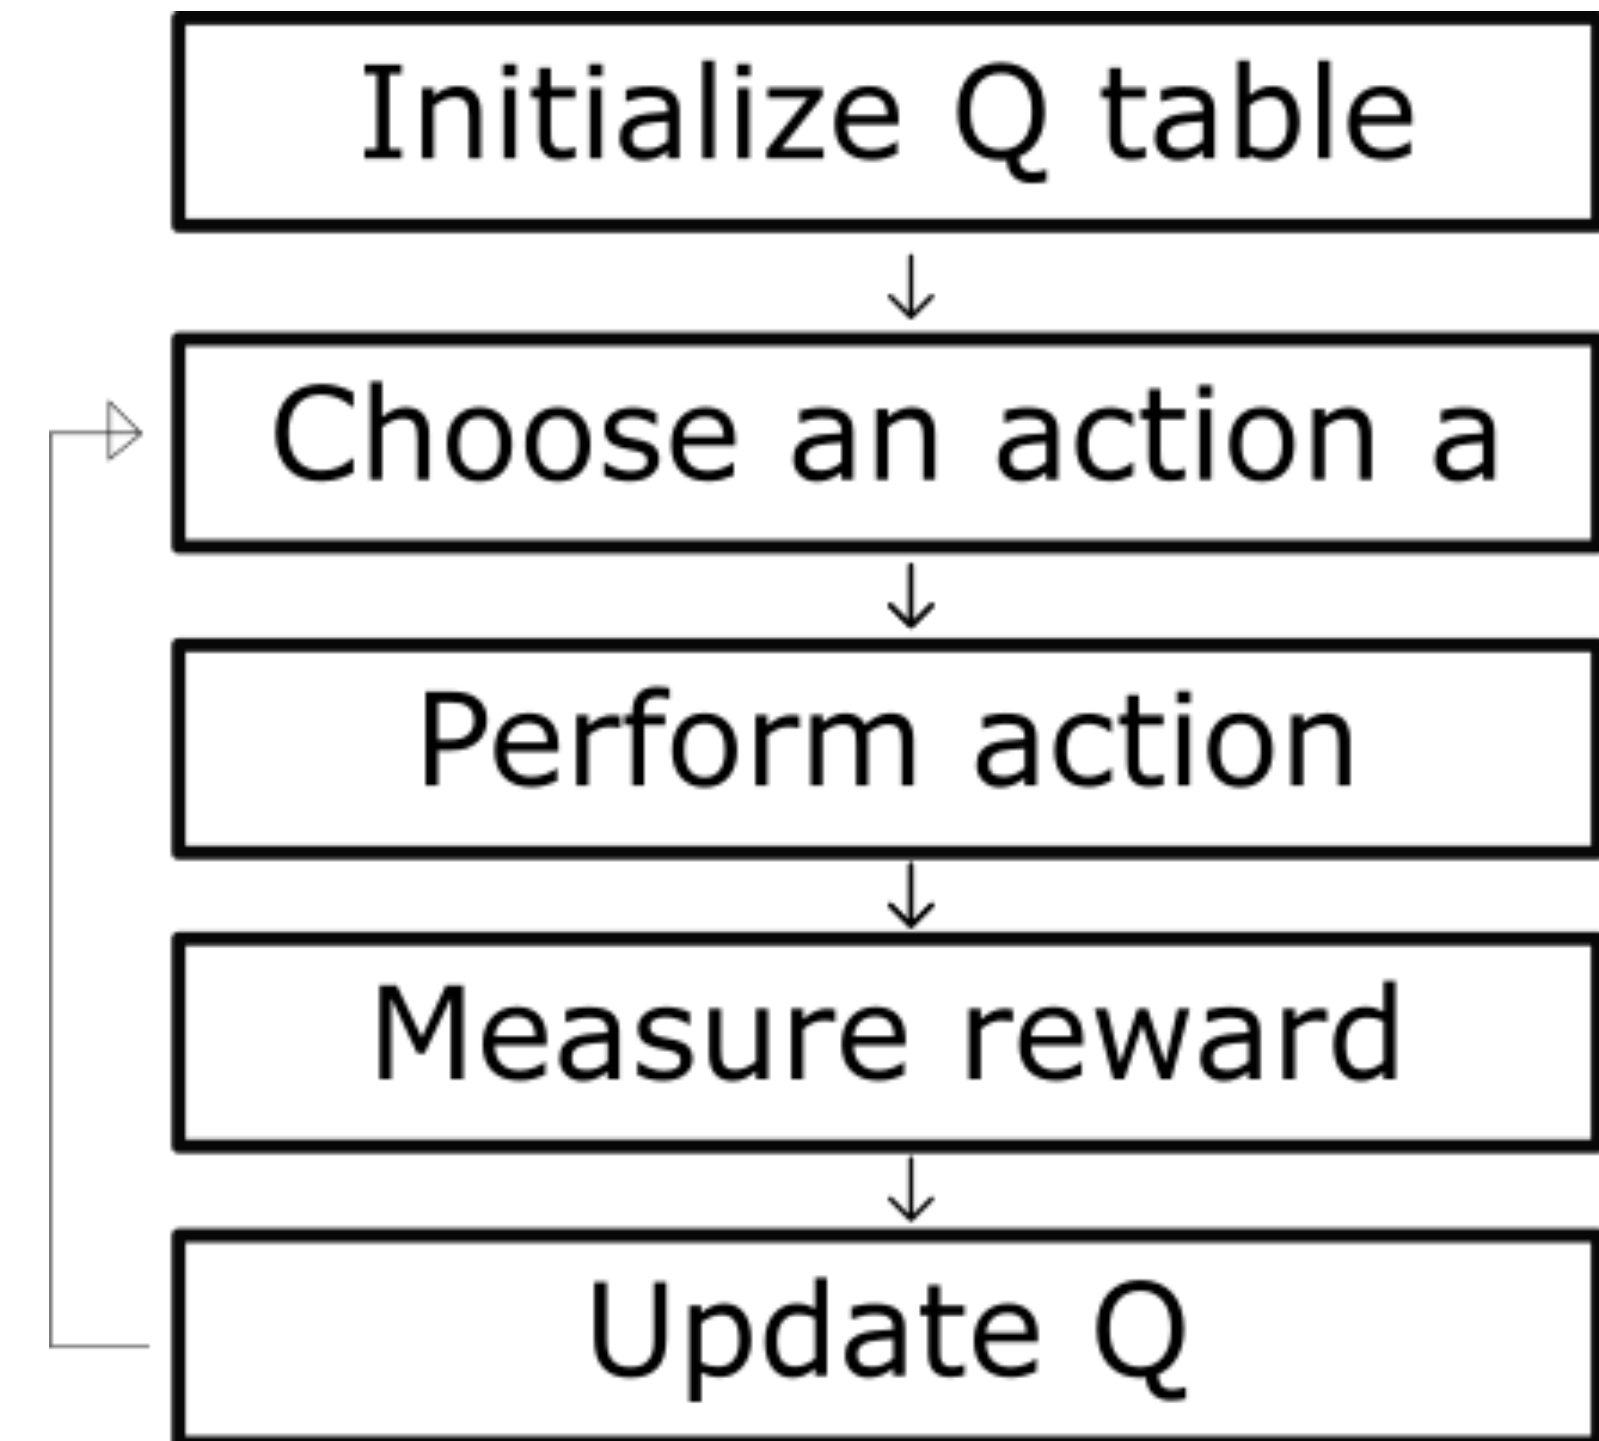 Initialize Q table
Choose an action a
Perform action
Measure reward
Update Q